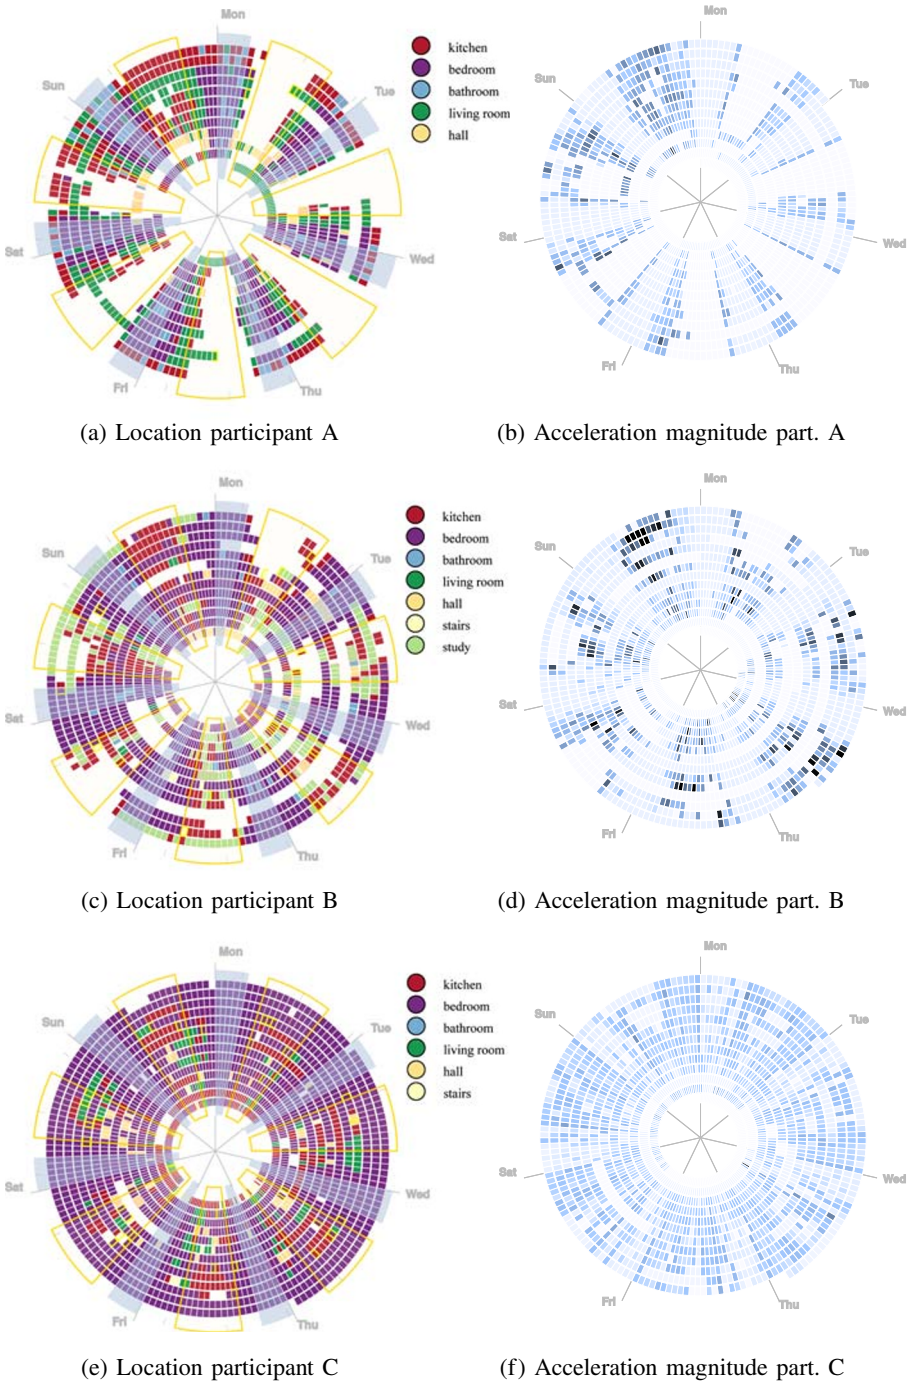 Mon
Sun
Tue
Sat
Wed
Fri
Thu
kitchen
bedroom
bathroom
living room
hall
Mon
Sun
Tue
Sat
Wed
Fri
Thu
(a) Location participant A
(b) Acceleration magnitude part. A
Mon
Sun
Tue
Sat
Wed
Fri
Thu
kitchen
bedroom
bathroom
living room
hall
stairs
study
Mon
Sun
Tue
Sat
Wed
Fri
Thu
(c) Location participant B
(d) Acceleration magnitude part. B
Mon
Sun
Tue
Sat
Wed
Fri
Thu
kitchen
bedroom
bathroom
living room
hall
stairs
Mon
Sun
Tue
Sat
Wed
Fri
Thu
(e) Location participant C
(f) Acceleration magnitude part. C